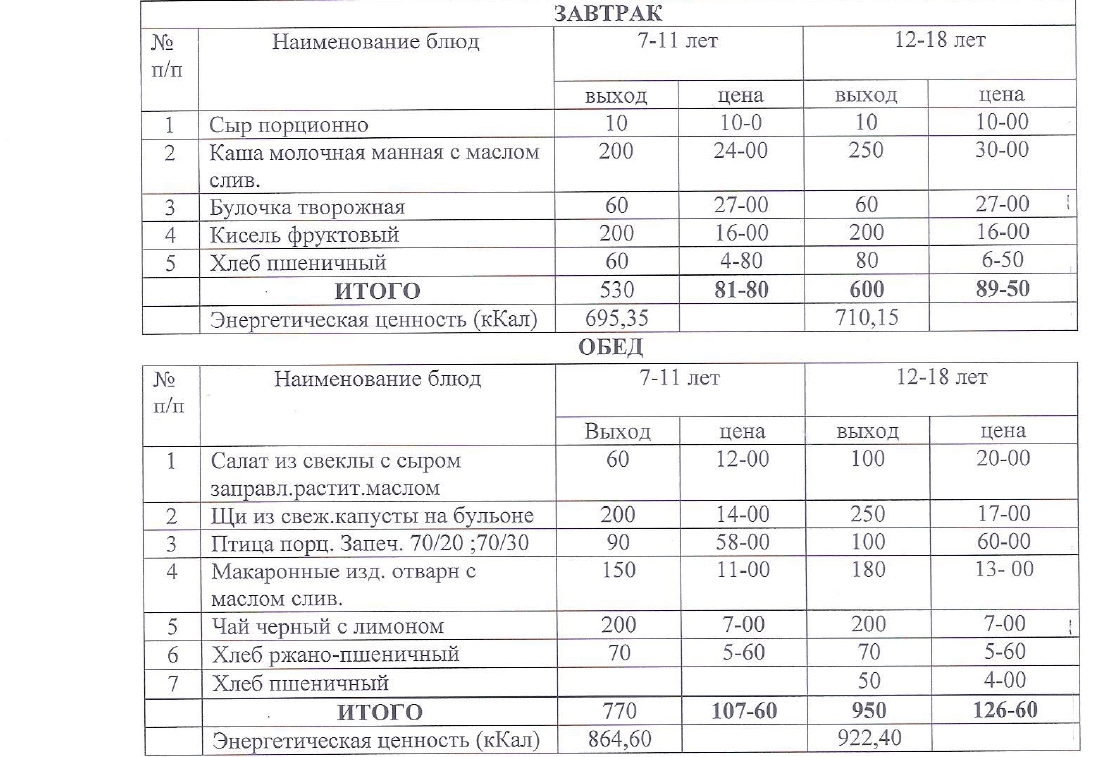 ЗАВТРАК
№ п/п Наименование блюд 7-11 лет 12-18 лет
выход цена выход цена
1 Сыр порционно 10 10-0 10 10-00
2 Каша молочная манная с маслом 200 24-00 250 30-00
слив.
3 Булочка творожная 60 27-00 60 27-00
4 Кисель фруктовый 200 16-00 200 16-00
5 Хлеб пшеничный 60 4-80 80 6-50
ИТОГО 530 81-80 600 89-50
Энергетическая ценность (кКал) 695,35 710,15
ОБЕД
№ п/п Наименование блюд 7-11 лет 12-18 лет
Выход цена выход цена
1 Салат из свеклы с сыром 60 12-00 100 20-00
заправл.растит.маслом
2 Щи из свеж.капусты на бульоне 200 14-00 250 17-00
3 Птица порц. Запеч. 70/20 ;70/30 90 58-00 100 60-00
4 Макаронные изд. отварн с 150 11-00 180 13- 00
маслом слив.
5 Чай черный с лимоном 200 7-00 200 7-00
6 Хлеб ржано-пшеничный 70 5-60 70 5-60
7 Хлеб пшеничный 50 4-00
ИТОГО 770 107-60 950 126-60
Энергетическая ценность (кКал) 864,60 922,40